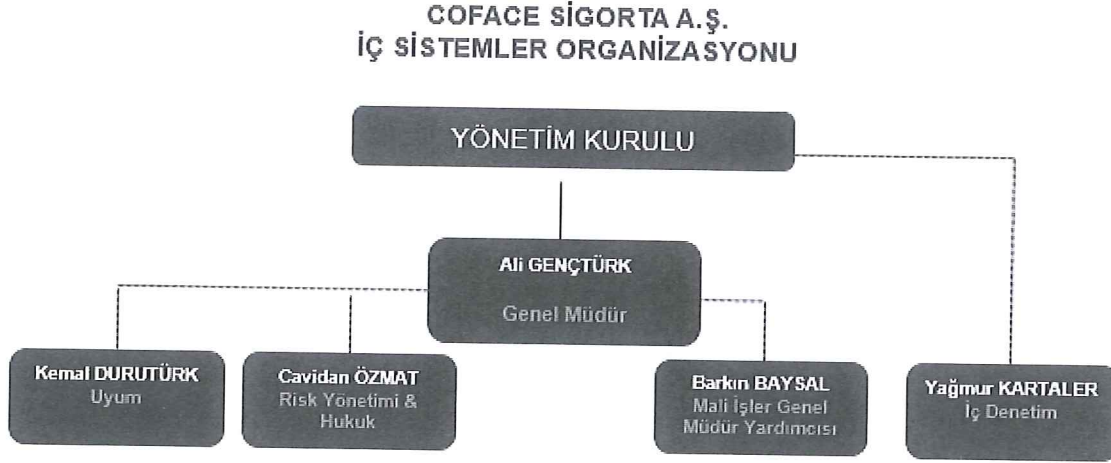 COFACE SİGORTA A.Ş.
İÇ SİSTEMLER ORGANİZASYONU
YÖNETİM KURULU
Ali GENÇTÜRK
Genel Müdür
Kemal DURUTÜRK
Uyum
Cavidan ÖZMAT
Risk Yönetimi &
Hukuk
Barkın BAYSAL
Mali İşler Genel
Müdür Yardımcısı
Yağmur KARTALER
İç Denetim